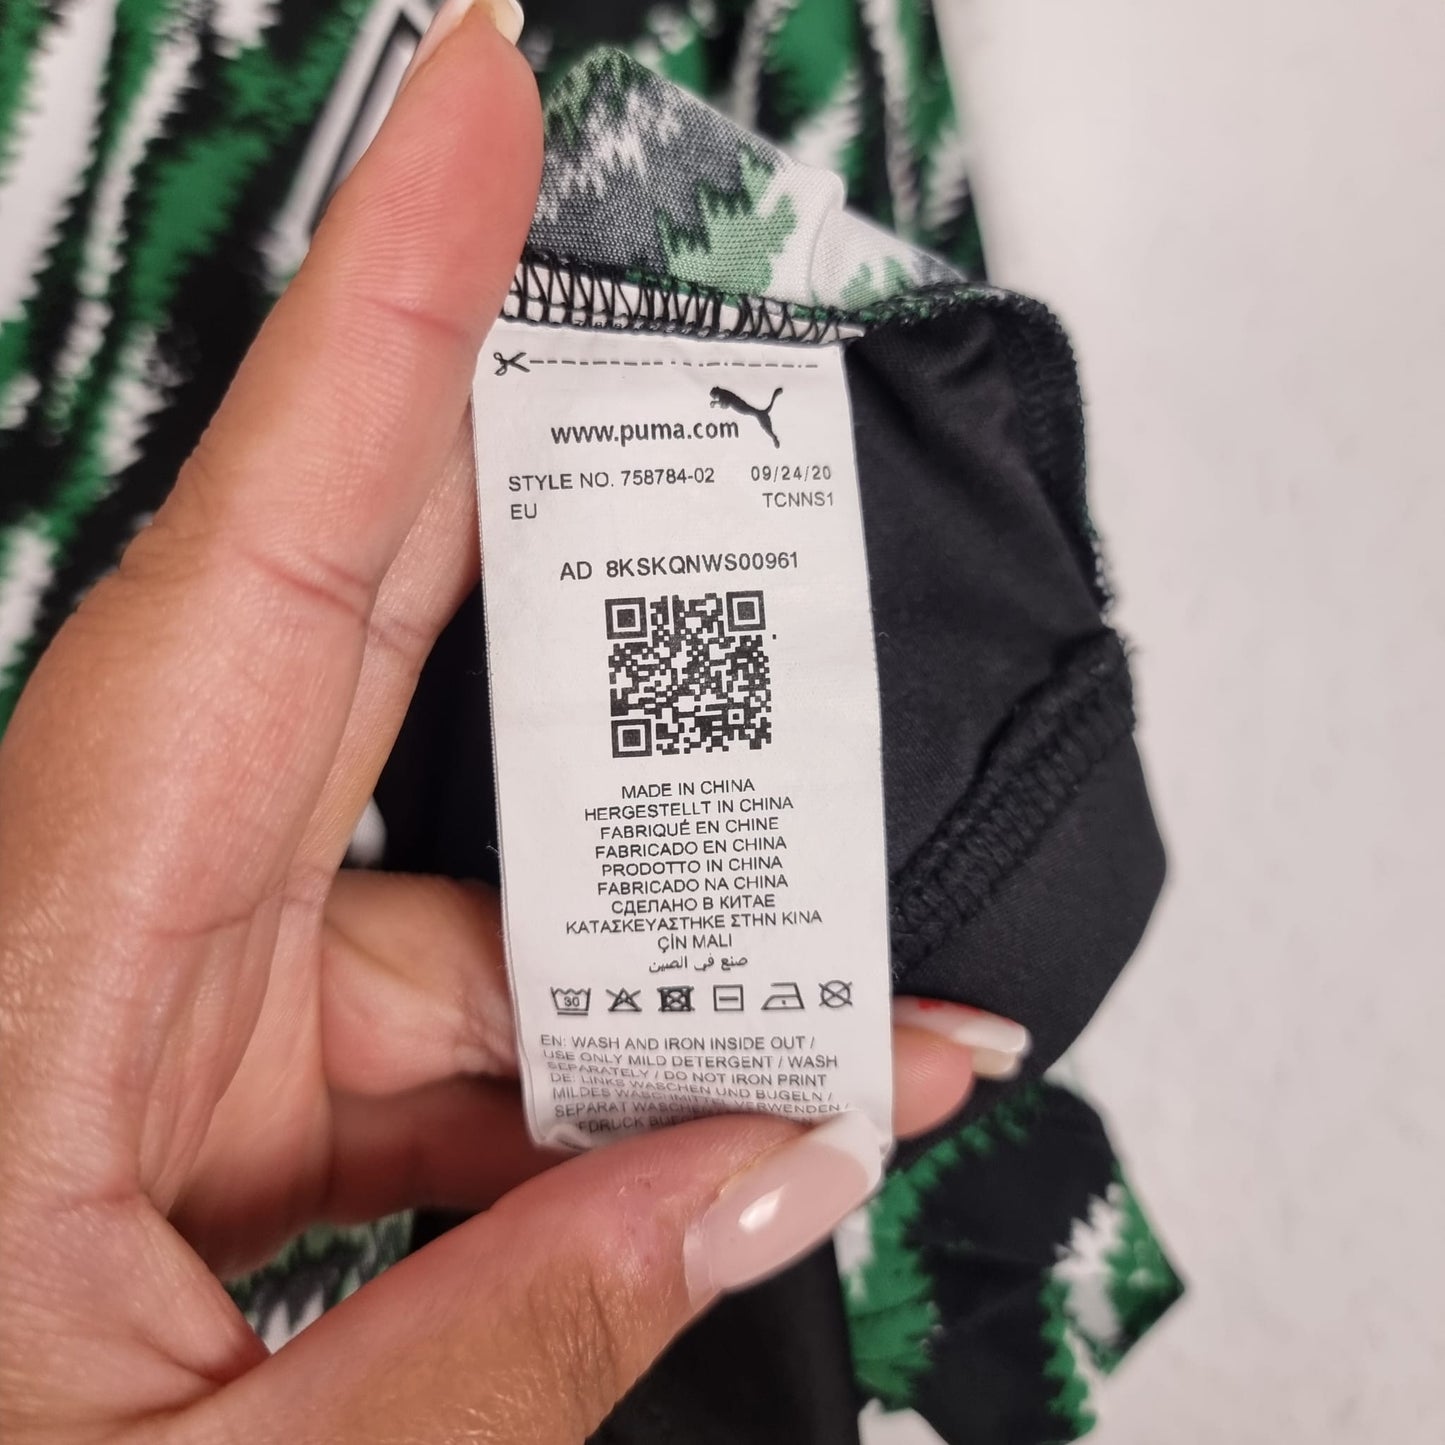 www.puma.com
STYLE NO. 758784-02 09/24/20
EU TCNNS1
AD 8KSKQNWS00961
MADE IN CHINA
HERGESTELLT IN CHINA
FABRIQUÉ EN CHINE
FABRICADO EN CHINA
PRODOTTO IN CHINA
FABRICADO NA CHINA
СДЕЛАНО В КИТАЕ
ΚΑΤΑΣΚΕΥΑΣΤΗΚΕ ΣΤΗΝ ΚΙΝΑ
ÇİN MALI
صنع في الصين
30
EN: WASH AND IRON INSIDE OUT /
USE ONLY MILD DETERGENT / WASH
SEPARATELY / DO NOT IRON PRINT
DE: LINKS WASCHEN UND BÜGELN /
MILDES WASCHMITTEL VERWENDEN /
SEPARAT